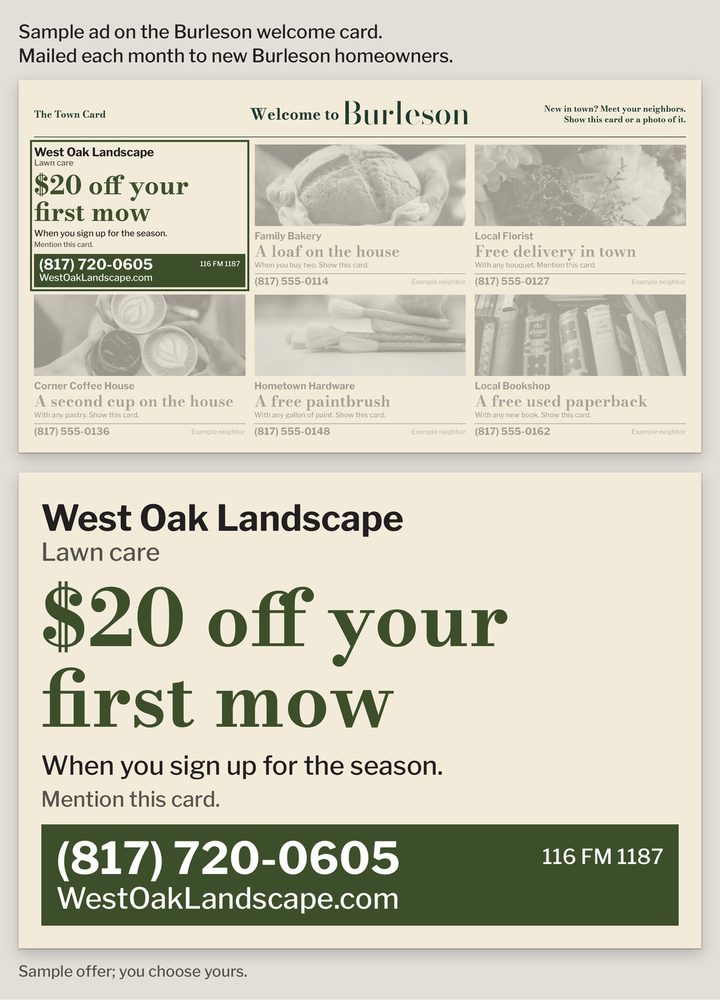 Sample ad on the Burleson welcome card.
Mailed each month to new Burleson homeowners.
The Town Card
Welcome to Burleson
New in town? Meet your neighbors.
Show this card or a photo of it.
West Oak Landscape
Lawn care
$20 off your
first mow
When you sign up for the season.
Mention this card.
(817) 720-0605
116 FM 1187
WestOakLandscape.com
Family Bakery
A loaf on the house
When you buy two. Show this card.
(817) 555-0114
Example neighbor
Local Florist
Free delivery in town
With any bouquet. Mention this card.
(817) 555-0127
Example neighbor
Corner Coffee House
A second cup on the house
With any pastry. Show this card.
(817) 555-0136
Example neighbor
Hometown Hardware
A free paintbrush
With any gallon of paint. Show this card.
(817) 555-0148
Example neighbor
Local Bookshop
A free used paperback
With any new book. Show this card.
(817) 555-0162
Example neighbor
West Oak Landscape
Lawn care
$20 off your
first mow
When you sign up for the season.
Mention this card.
(817) 720-0605
116 FM 1187
WestOakLandscape.com
Sample offer; you choose yours.